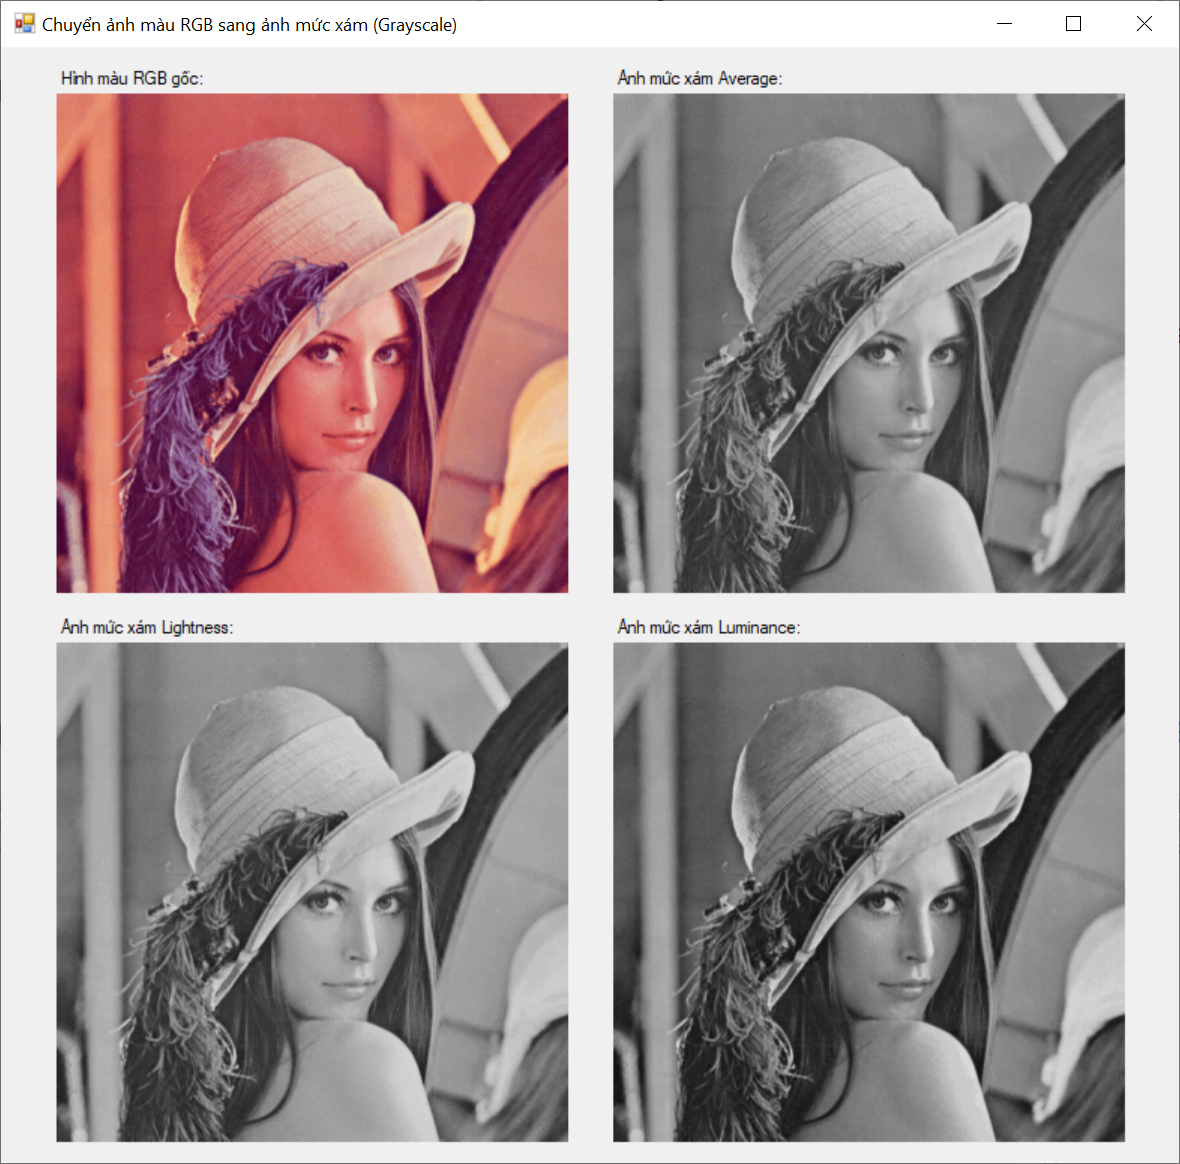 Chuyển ảnh màu RGB sang ảnh mức xám (Grayscale)
Hình màu RGB gốc:
Ảnh mức xám Average:
Ảnh mức xám Lightness:
Ảnh mức xám Luminance: